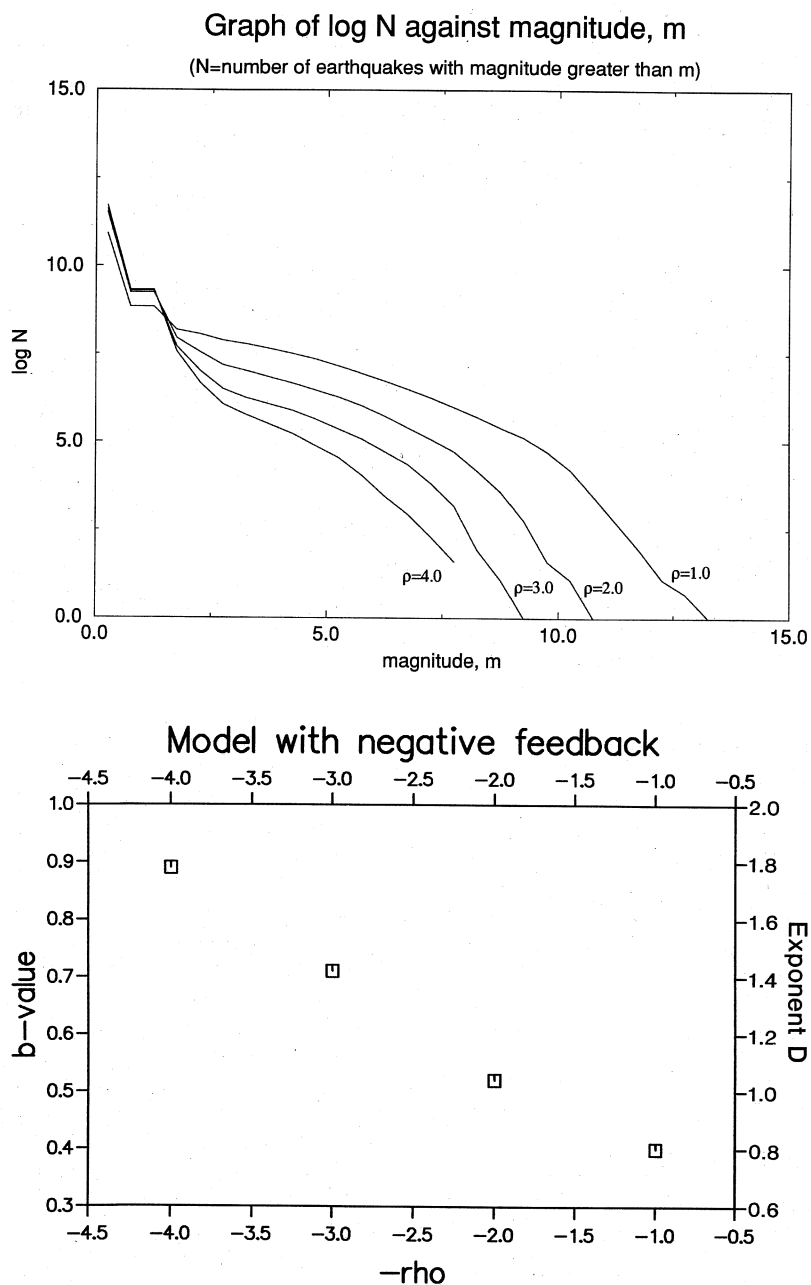 Graph of log N against magnitude, m
(N=number of earthquakes with magnitude greater than m)
15.0
10.0
log N
5.0
ρ=1.0
ρ=4.0
ρ=3.0
ρ=2.0
0.0
0.0 5.0 10.0 15.0
magnitude, m
Model with negative feedback
−4.5 −4.0 −3.5 −3.0 −2.5 −2.0 −1.5 −1.0 −0.5
1.0 2.0
0.9 1.8
0.8 1.6
b−value
0.7 1.4
Exponent D
0.6 1.2
0.5 1.0
0.4 0.8
0.3 0.6
−4.5 −4.0 −3.5 −3.0 −2.5 −2.0 −1.5 −1.0 −0.5
−rho